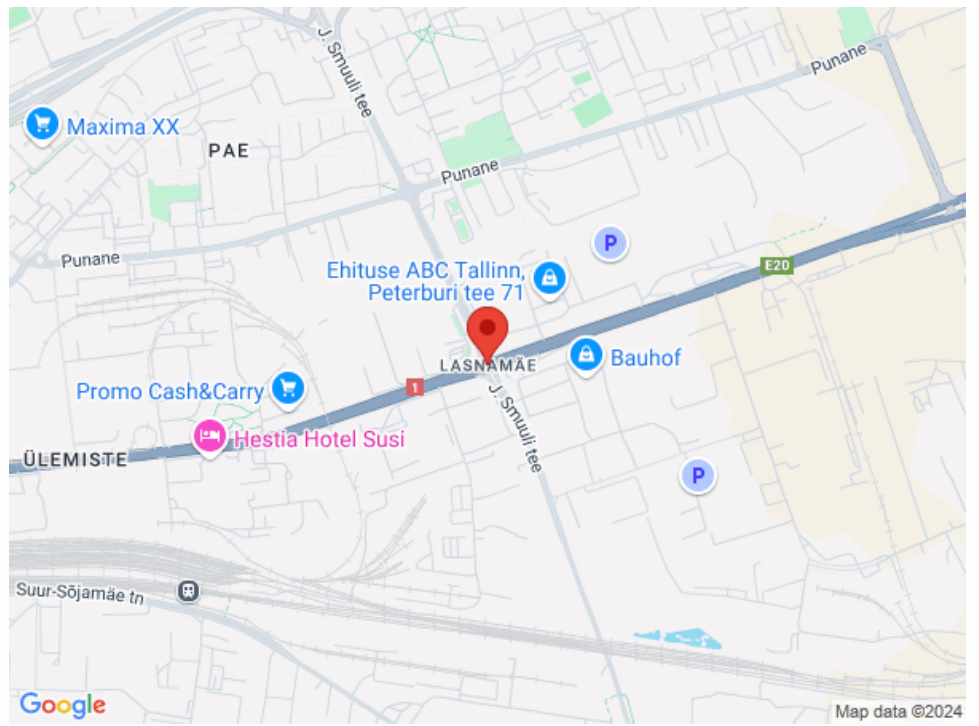 J. Smuuli tee
Punane
Maxima XX
PAE
Punane
Punane
P
Ehituse ABC Tallinn,
Peterburi tee 71
E20
LASNAMÄE
Bauhof
1
Promo Cash&Carry
J. Smuuli tee
Hestia Hotel Susi
ÜLEMISTE
P
Suur-Sõjamäe tn
Google
Map data ©2024